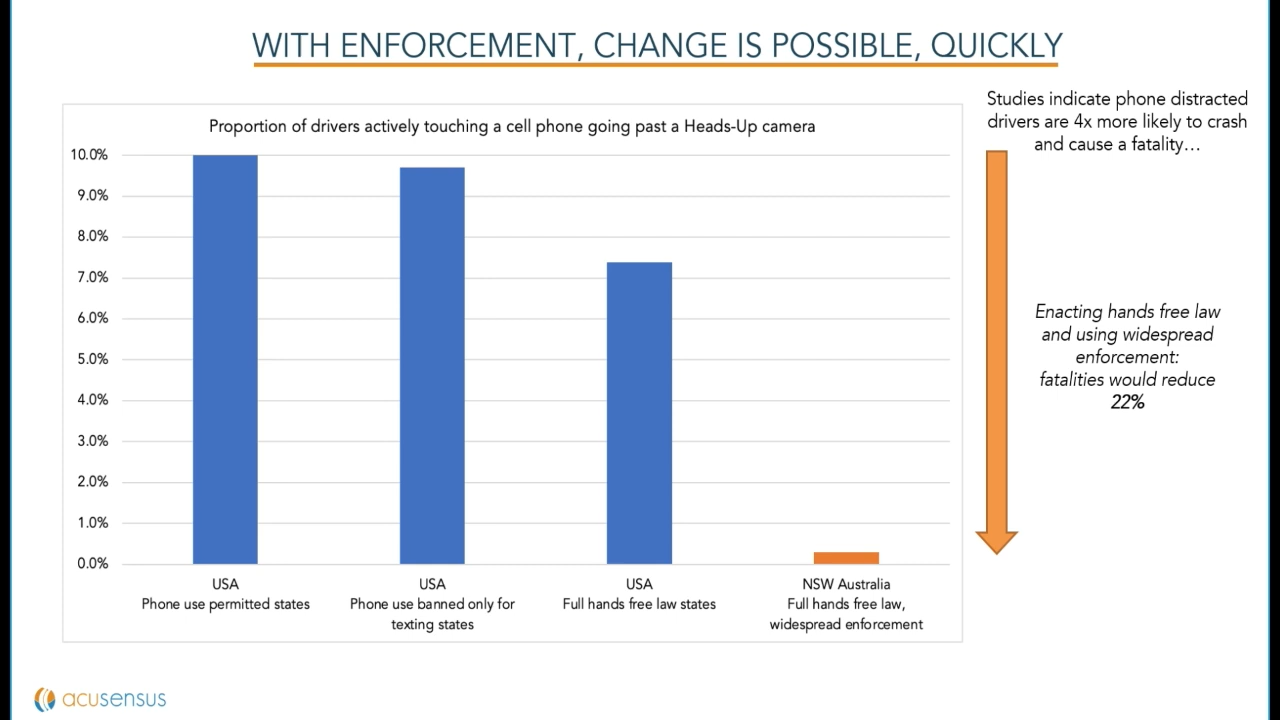 WITH ENFORCEMENT, CHANGE IS POSSIBLE, QUICKLY
Proportion of drivers actively touching a cell phone going past a Heads-Up camera
10.0%
9.0%
8.0%
7.0%
6.0%
5.0%
4.0%
3.0%
2.0%
1.0%
0.0%
USA
Phone use permitted states
USA
Phone use banned only for
texting states
USA
Full hands free law states
NSW Australia
Full hands free law,
widespread enforcement
Studies indicate phone distracted
drivers are 4x more likely to crash
and cause a fatality...
Enacting hands free law
and using widespread
enforcement:
fatalities would reduce
22%
acusensus